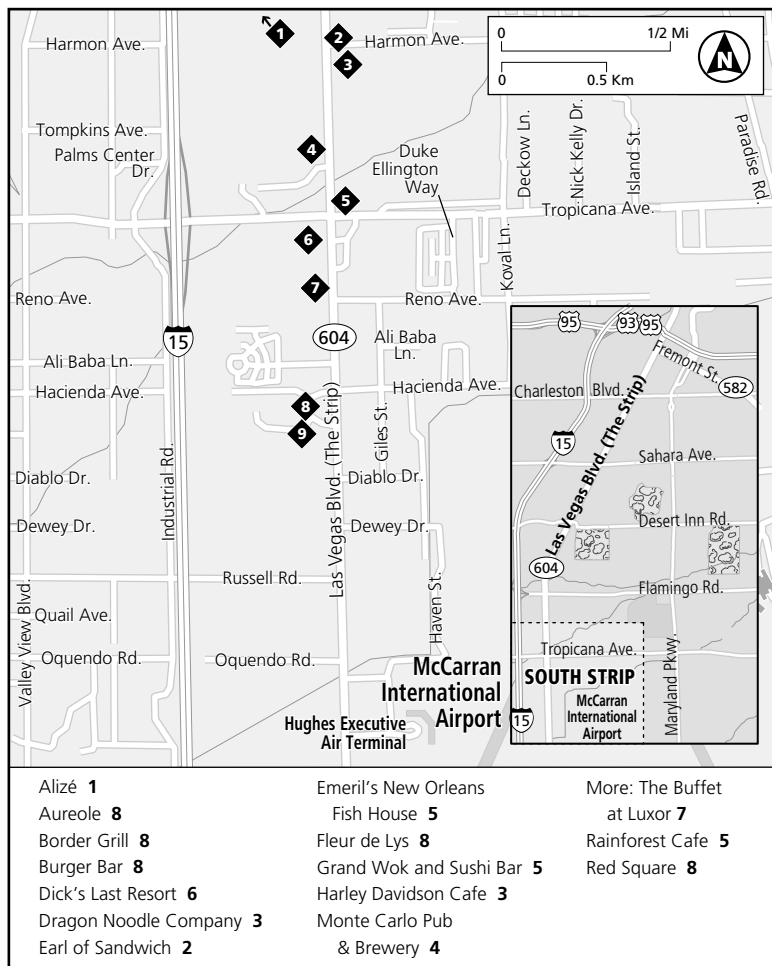 1
2
3
Harmon Ave.
Harmon Ave.
0 1/2 Mi
0 0.5 Km
N
Tompkins Ave.
Palms Center
Dr.
4
Duke
Ellington
Way
Deckow Ln.
Nick Kelly Dr.
Island St.
Paradise Rd.
5
Tropicana Ave.
6
Koval Ln.
7
Reno Ave.
Reno Ave.
15
604
Ali Baba
Ln.
Ali Baba Ln.
Hacienda Ave.
Hacienda Ave.
8
9
Las Vegas Blvd. (The Strip)
Giles St.
Industrial Rd.
Diablo Dr.
Diablo Dr.
Dewey Dr.
Dewey Dr.
Russell Rd.
Valley View Blvd.
Quail Ave.
Haven St.
Oquendo Rd.
Oquendo Rd.
McCarran
International
Airport
Hughes Executive
Air Terminal
95
93
95
Fremont St.
582
Charleston Blvd.
15
Las Vegas Blvd. (The Strip)
Sahara Ave.
Desert Inn Rd.
604
Flamingo Rd.
Tropicana Ave.
Maryland Pkwy.
SOUTH STRIP
McCarran
International
Airport
15
Alizé 1
Aureole 8
Border Grill 8
Burger Bar 8
Dick's Last Resort 6
Dragon Noodle Company 3
Earl of Sandwich 2
Emeril's New Orleans
Fish House 5
Fleur de Lys 8
Grand Wok and Sushi Bar 5
Harley Davidson Cafe 3
Monte Carlo Pub
& Brewery 4
More: The Buffet
at Luxor 7
Rainforest Cafe 5
Red Square 8